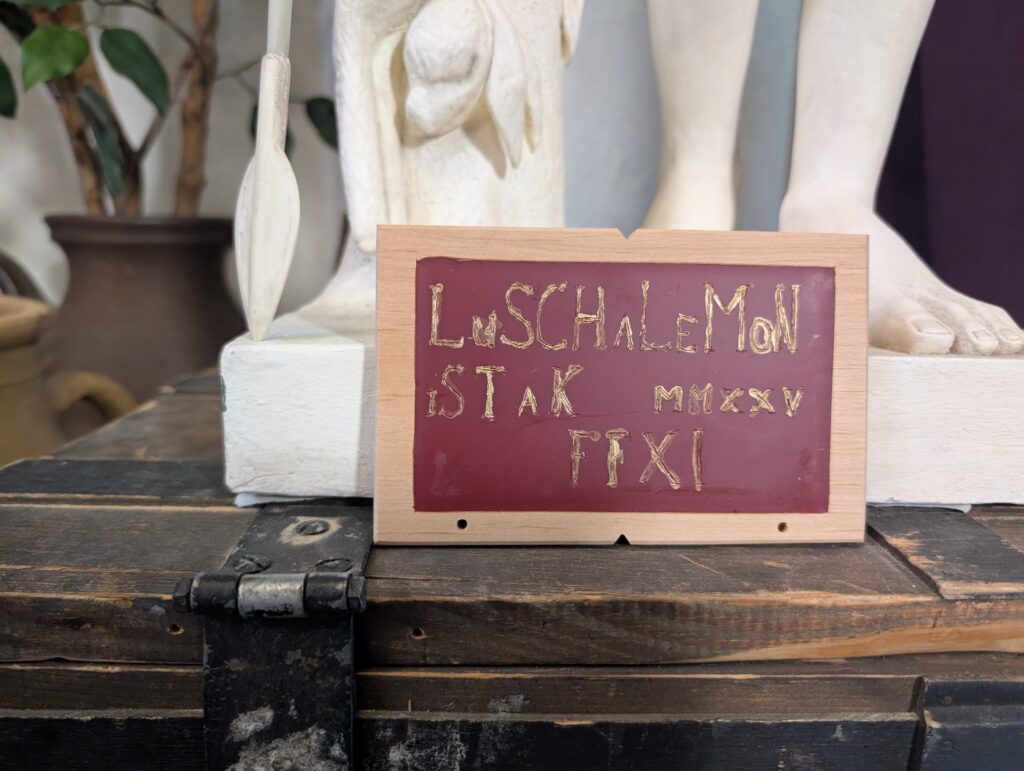 LuSCHaLEMoN
iSTaK MMXXV
FFXI